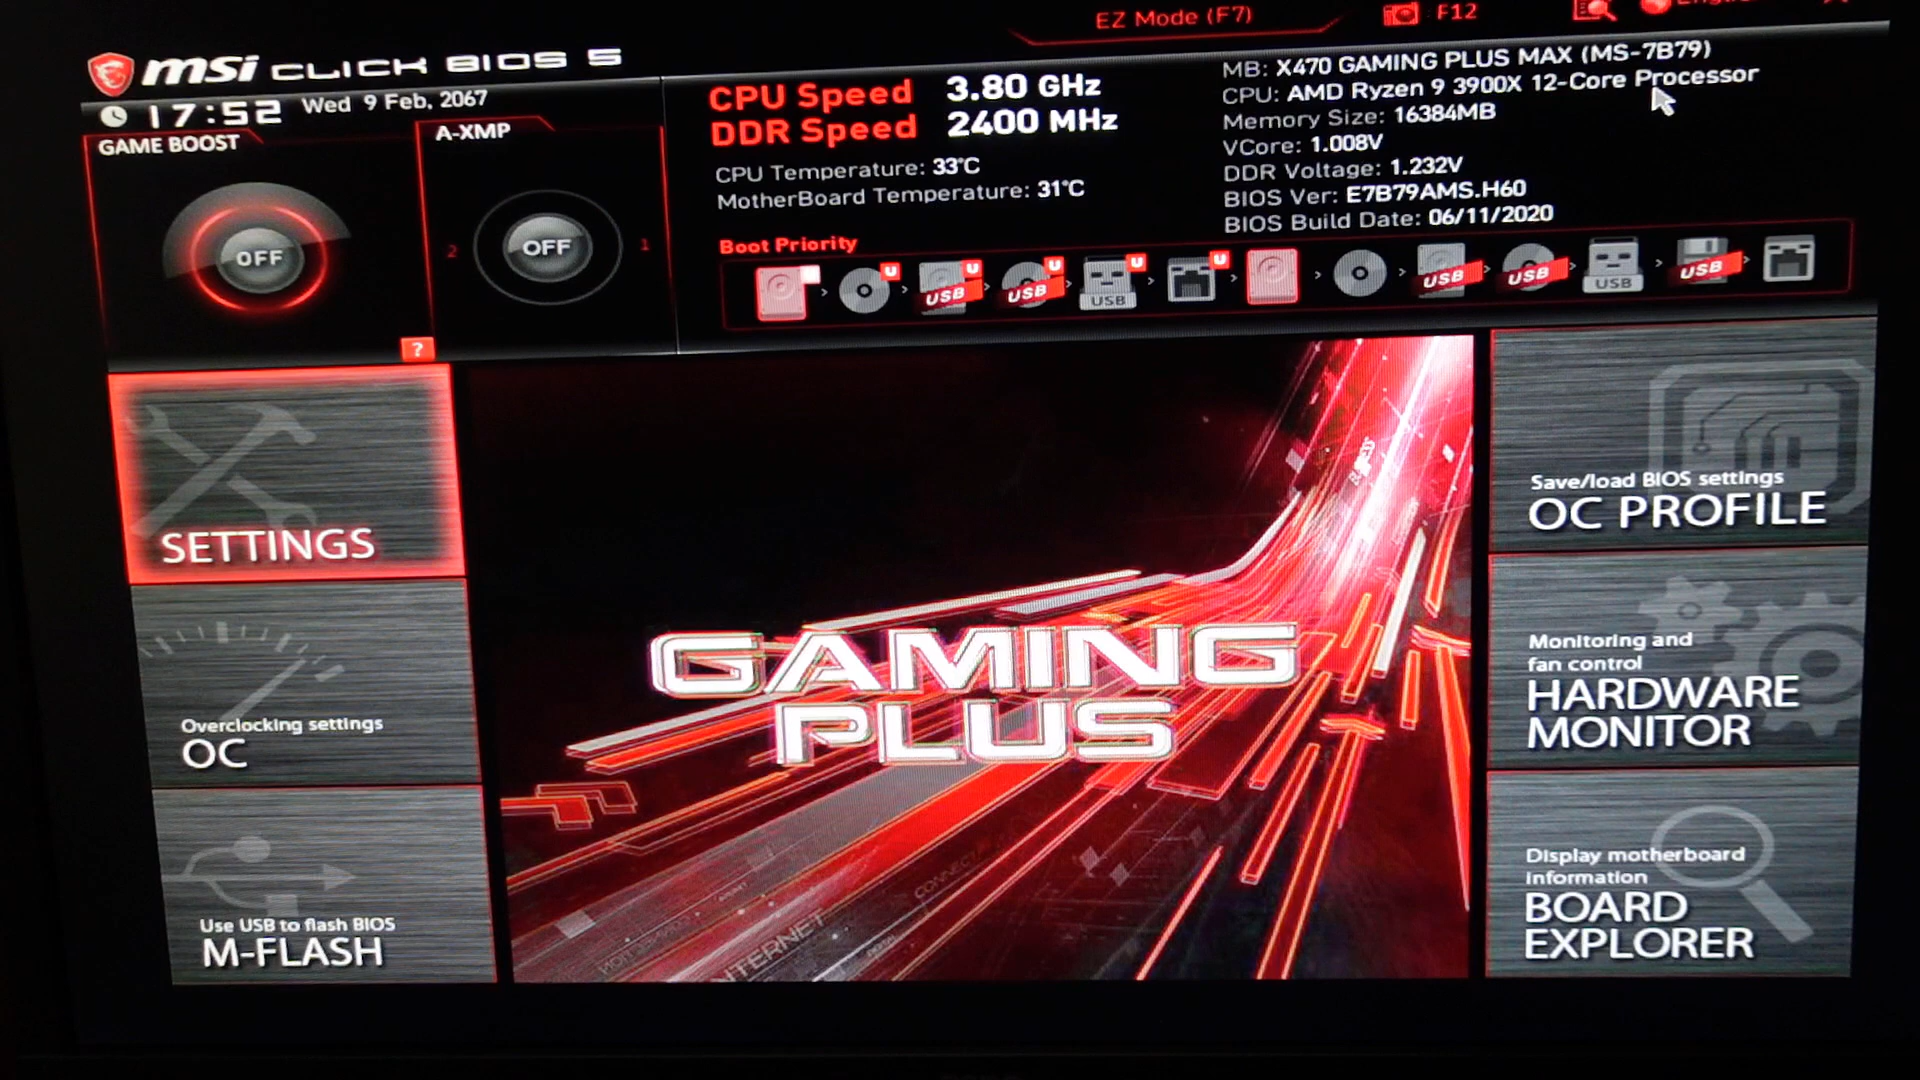 EZ Mode (F7)
F12
msi CLICK BIOS 5
17:52 Wed 9 Feb, 2067
GAME BOOST
OFF
A-XMP
2 OFF 1
?
CPU Speed 3.80 GHz
DDR Speed 2400 MHz
CPU Temperature: 33°C
MotherBoard Temperature: 31°C
MB: X470 GAMING PLUS MAX (MS-7B79)
CPU: AMD Ryzen 9 3900X 12-Core Processor
Memory Size: 16384MB
VCore: 1.008V
DDR Voltage: 1.232V
BIOS Ver: E7B79AMS.H60
BIOS Build Date: 06/11/2020
Boot Priority
U U U U U
USB USB USB USB USB USB USB
SETTINGS
Overclocking settings
OC
Use USB to flash BIOS
M-FLASH
GAMING
PLUS
CONNECT
INTERNET
Save/load BIOS settings
OC PROFILE
Monitoring and
fan control
HARDWARE
MONITOR
Display motherboard
information
BOARD
EXPLORER